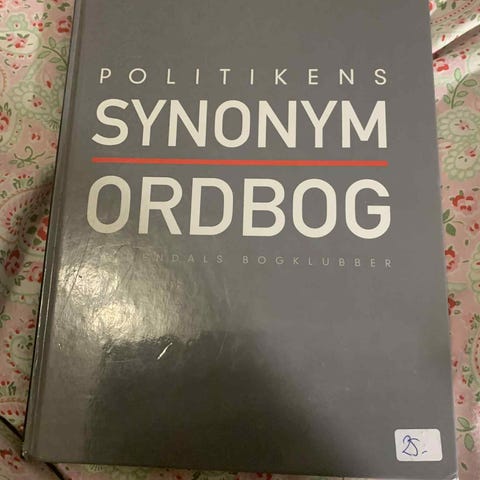 POLITIKENS
SYNONYM
ORDBOG
BOGKLUBBER
25-